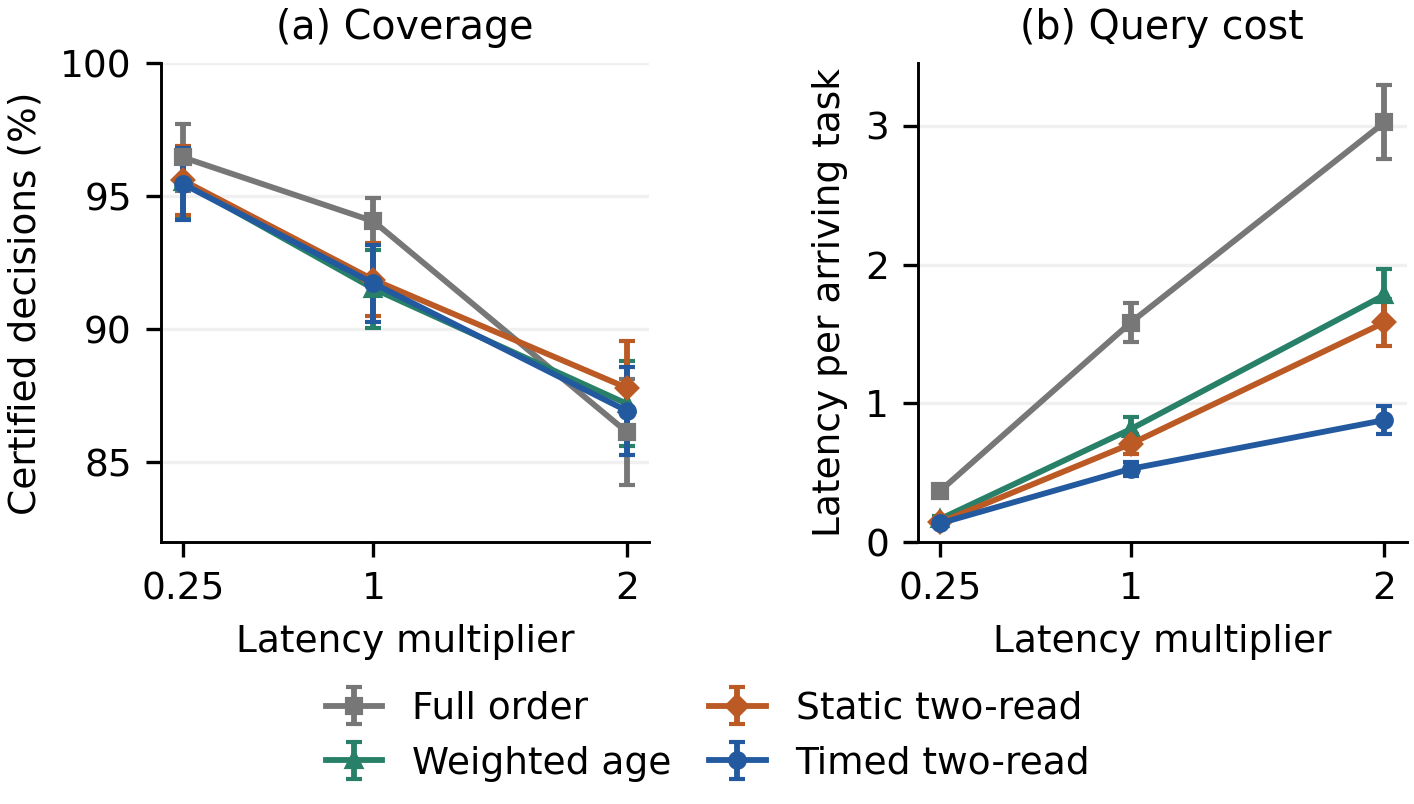 (a) Coverage
Certified decisions (%)
100
95
90
85
0.25 1 2
Latency multiplier
(b) Query cost
Latency per arriving task
3
2
1
0
0.25 1 2
Latency multiplier
Full order
Weighted age
Static two-read
Timed two-read